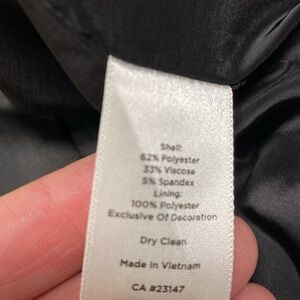 Shell:
62% Polyester
33% Viscose
5% Spandex
Lining:
100% Polyester
Exclusive Of Decoration
Dry Clean
Made In Vietnam
CA #23147